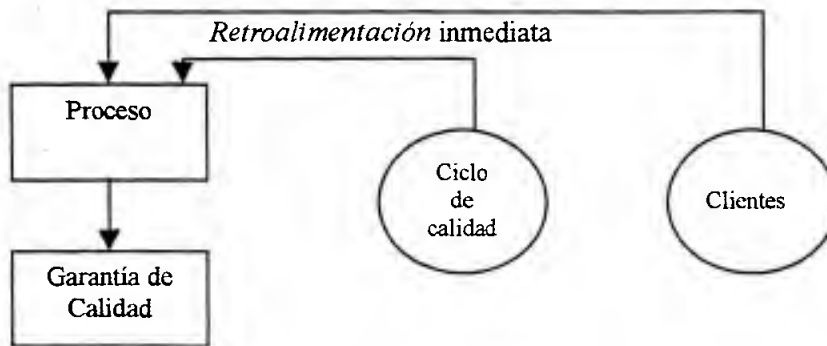 Retroalimentación inmediata
Proceso
Ciclo
de
calidad
Clientes
Garantía de
Calidad